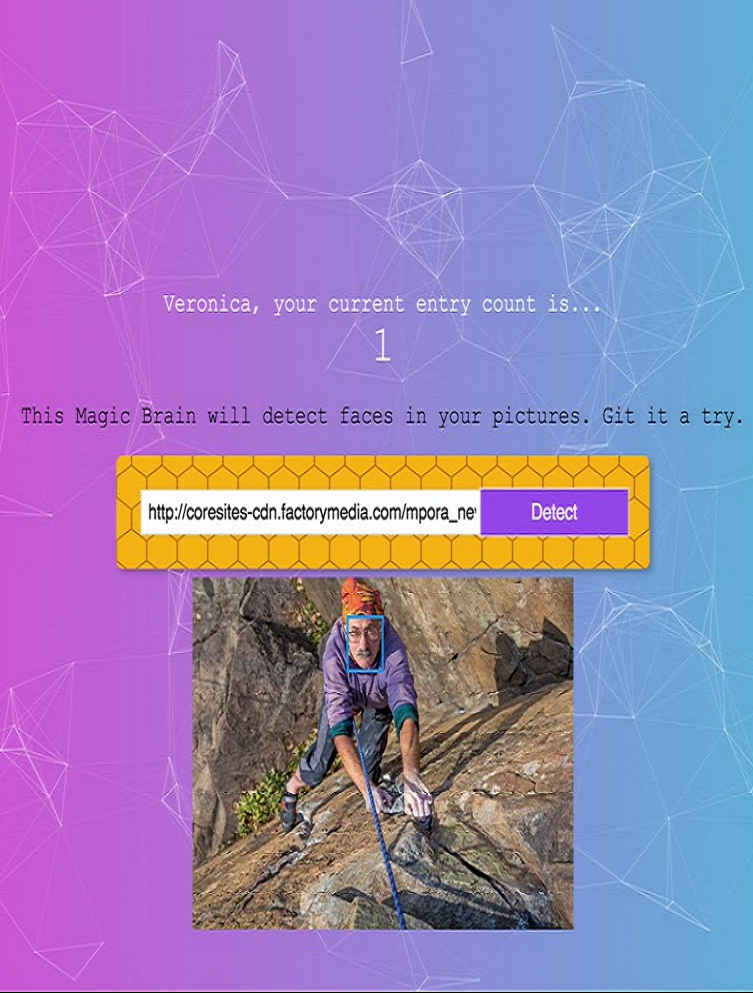 Veronica, your current entry count is...
1
This Magic Brain will detect faces in your pictures. Git it a try.
http://coresites-cdn.factorymedia.com/mpora_ne
Detect